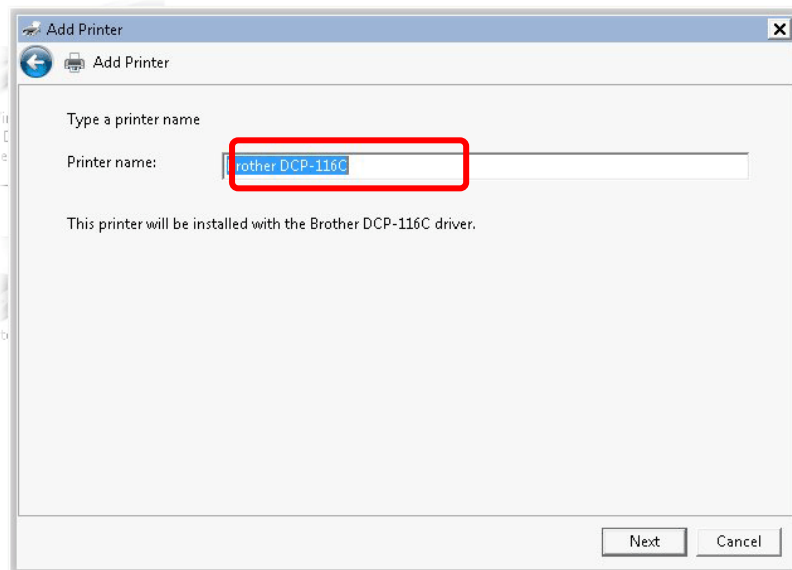 Add Printer
Add Printer
Type a printer name
Printer name:
Brother DCP-116C
This printer will be installed with the Brother DCP-116C driver.
Next
Cancel